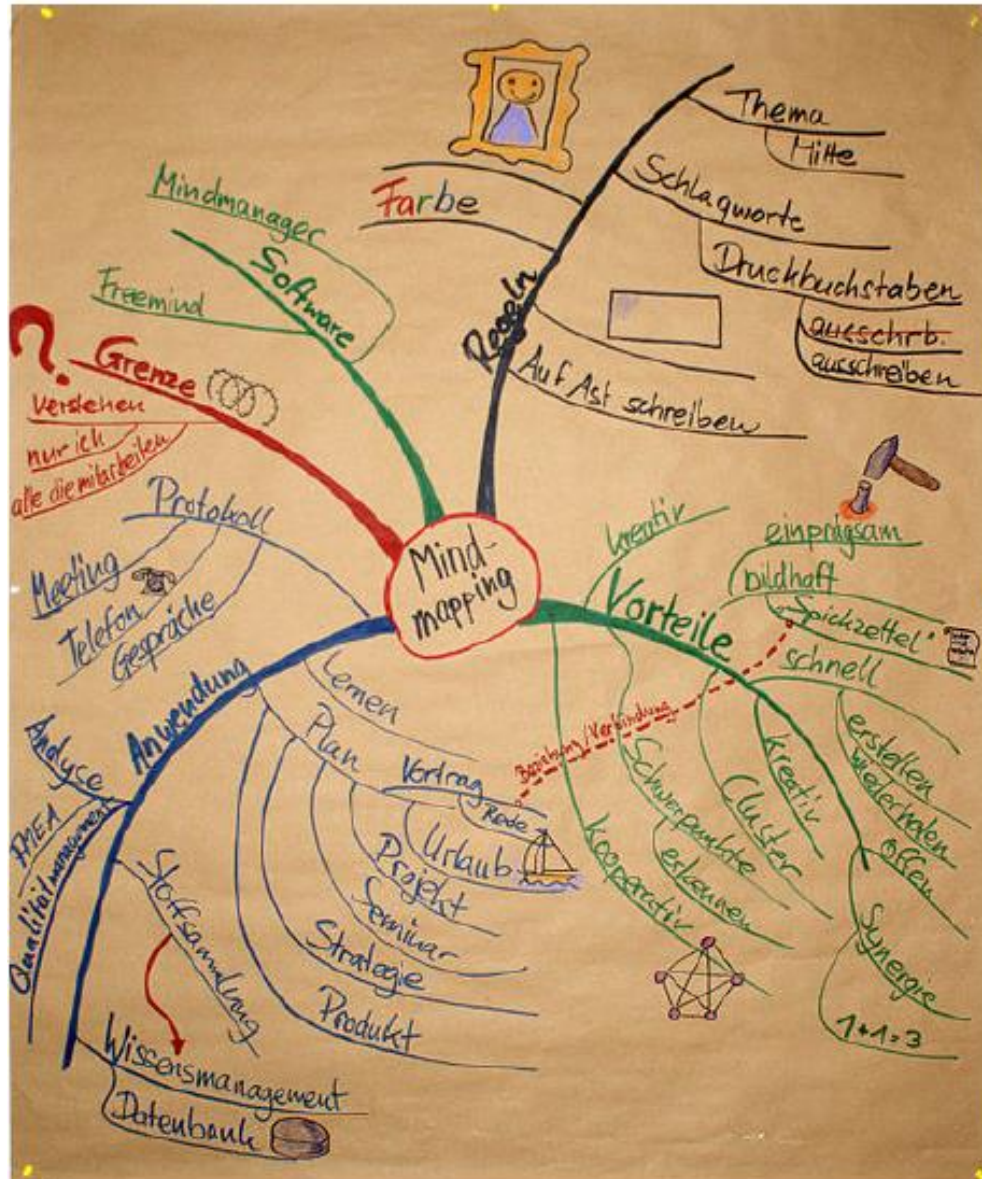 Mind-
mapping
Regeln
Thema
Mitte
Schlagworte
Druckbuchstaben
ausschrb.
ausschreiben
Auf Ast schreiben
Farbe
Software
Mindmanager
Freemind
Grenze
?
verstehen
nur ich
alle die mitarbeiten
Vorteile
kreativ
einprägsam
bildhaft
"Spickzettel"
schnell
erstellen
wiederholen
offen
Synergie
1+1=3
kreativ
Cluster
Schwerpunkte
erkennen
kooperativ
Beziehung/Verbindung
Anwendung
Protokoll
Meeting
Telefon
Gespräche
Lernen
Plan
Vortrag
Rede
Urlaub
Projekt
Seminar
Strategie
Produkt
Analyse
FMEA
Qualitätmanagement
Stoffsammlung
Wissensmanagement
Datenbank